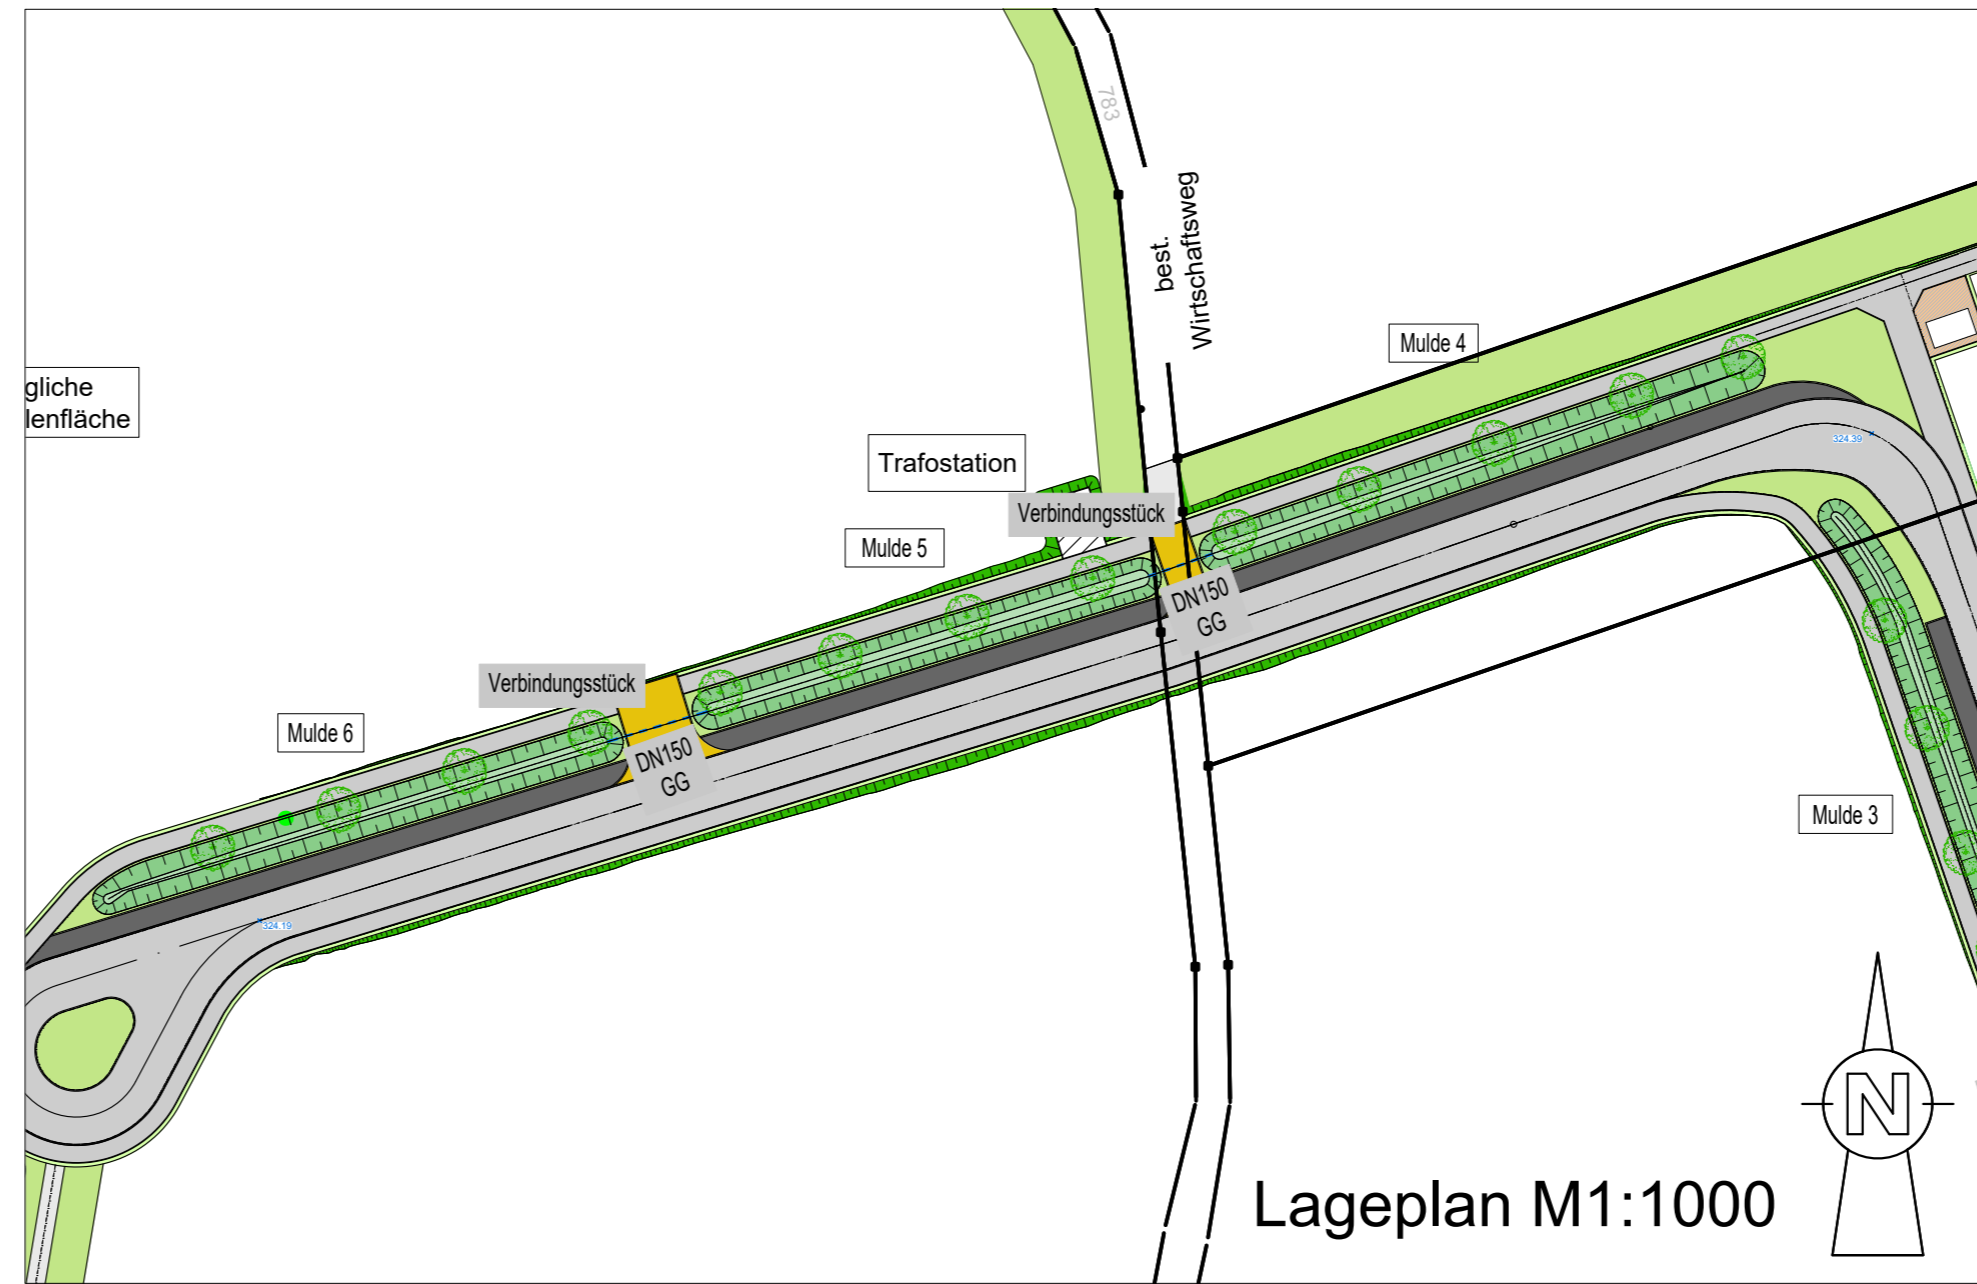 783
best.
Wirtschaftsweg
Mulde 4
gliche
lenfläche
Trafostation
324.39
Verbindungsstück
Mulde 5
DN150
GG
Verbindungsstück
Mulde 6
DN150
GG
Mulde 3
324.19
N
Lageplan M1:1000